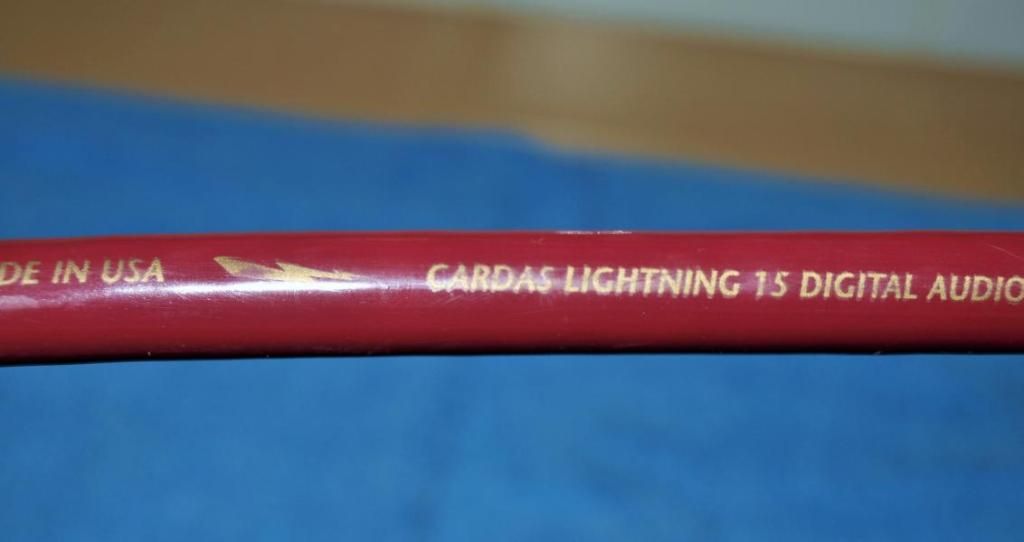 DE IN USA CARDAS LIGHTNING 15 DIGITAL AUDIO